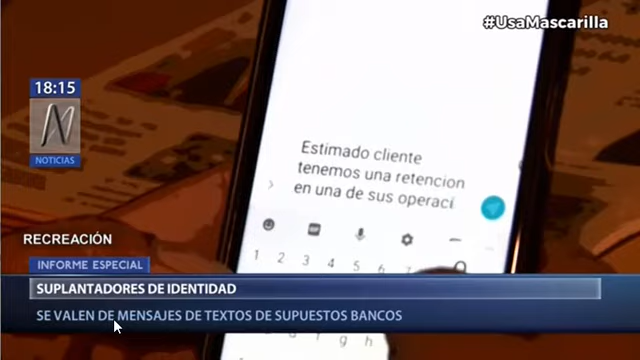 #UsaMascarilla
18:15
N
NOTICIAS
Estimado cliente
tenemos una retencion
en una de sus operaci
GIF
1 2 3 4 5 6
RECREACIÓN
INFORME ESPECIAL
SUPLANTADORES DE IDENTIDAD
SE VALEN DE MENSAJES DE TEXTOS DE SUPUESTOS BANCOS
g h